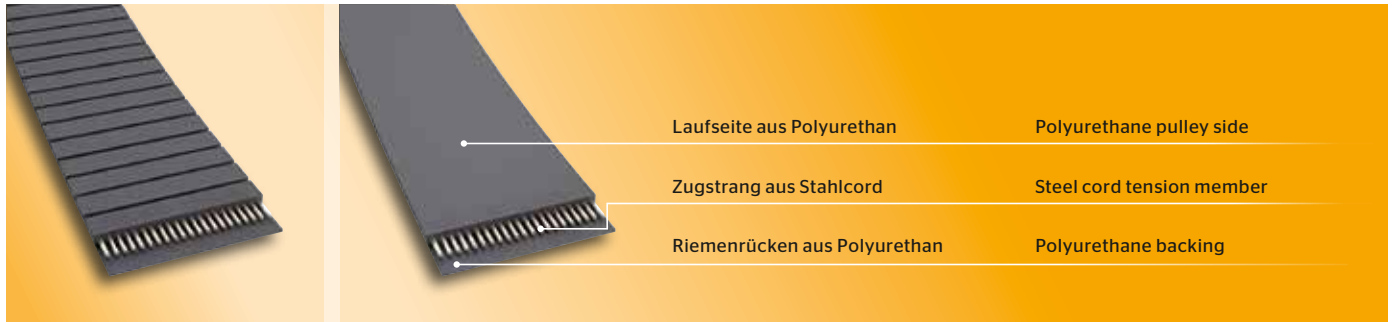 Laufseite aus Polyurethan Polyurethane pulley side
Zugstrang aus Stahlcord Steel cord tension member
Riemenrücken aus Polyurethan Polyurethane backing